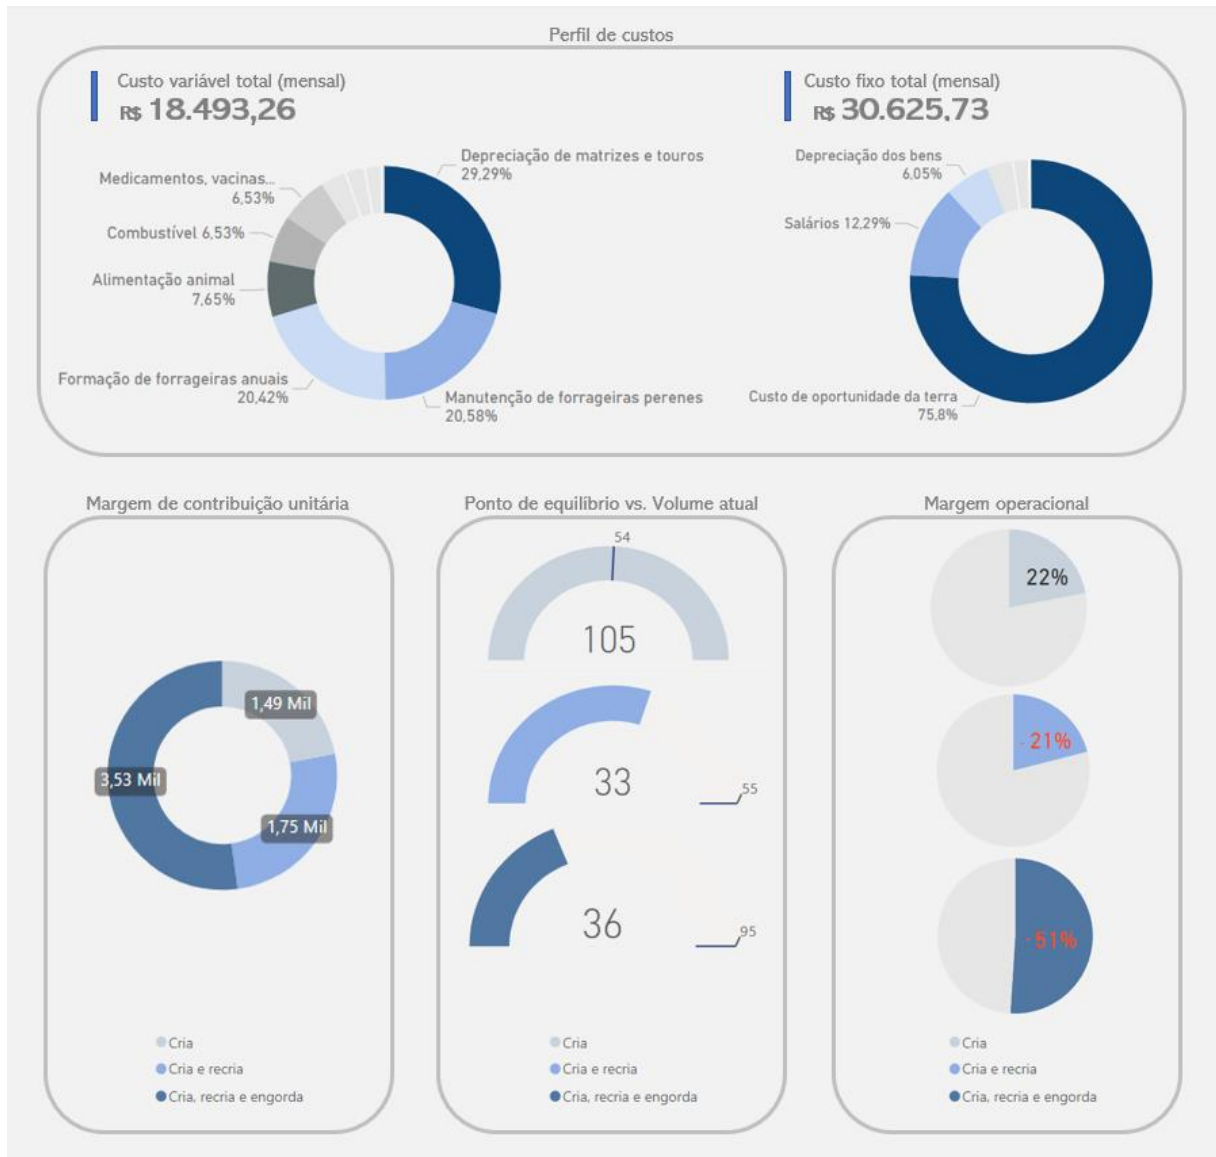 Perfil de custos
Custo variável total (mensal)
R$ 18.493,26
Custo fixo total (mensal)
R$ 30.625,73
Depreciação de matrizes e touros
29,29%
Medicamentos, vacinas...
6,53%
Combustível 6,53%
Alimentação animal
7,65%
Formação de forrageiras anuais
20,42%
Manutenção de forrageiras perenes
20,58%
Depreciação dos bens
6,05%
Salários 12,29%
Custo de oportunidade da terra
75,8%
Margem de contribuição unitária
1,49 Mil
3,53 Mil
1,75 Mil
Cria
Cria e recria
Cria, recria e engorda
Ponto de equilíbrio vs. Volume atual
54
105
33
55
36
95
Cria
Cria e recria
Cria, recria e engorda
Margem operacional
22%
- 21%
- 51%
Cria
Cria e recria
Cria, recria e engorda